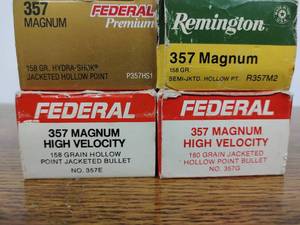 357
MAGNUM
FEDERAL
Premium
158 GR. HYDRA-SHOK
JACKETED HOLLOW POINT
P357HS1
Remington
357 Magnum
158 GR.
SEMI-JKTD. HOLLOW PT. R357M2
FEDERAL
357 MAGNUM
HIGH VELOCITY
158 GRAIN HOLLOW
POINT JACKETED BULLET
NO. 357E
FEDERAL
357 MAGNUM
HIGH VELOCITY
180 GRAIN JACKETED
HOLLOW POINT BULLET
NO. 357G